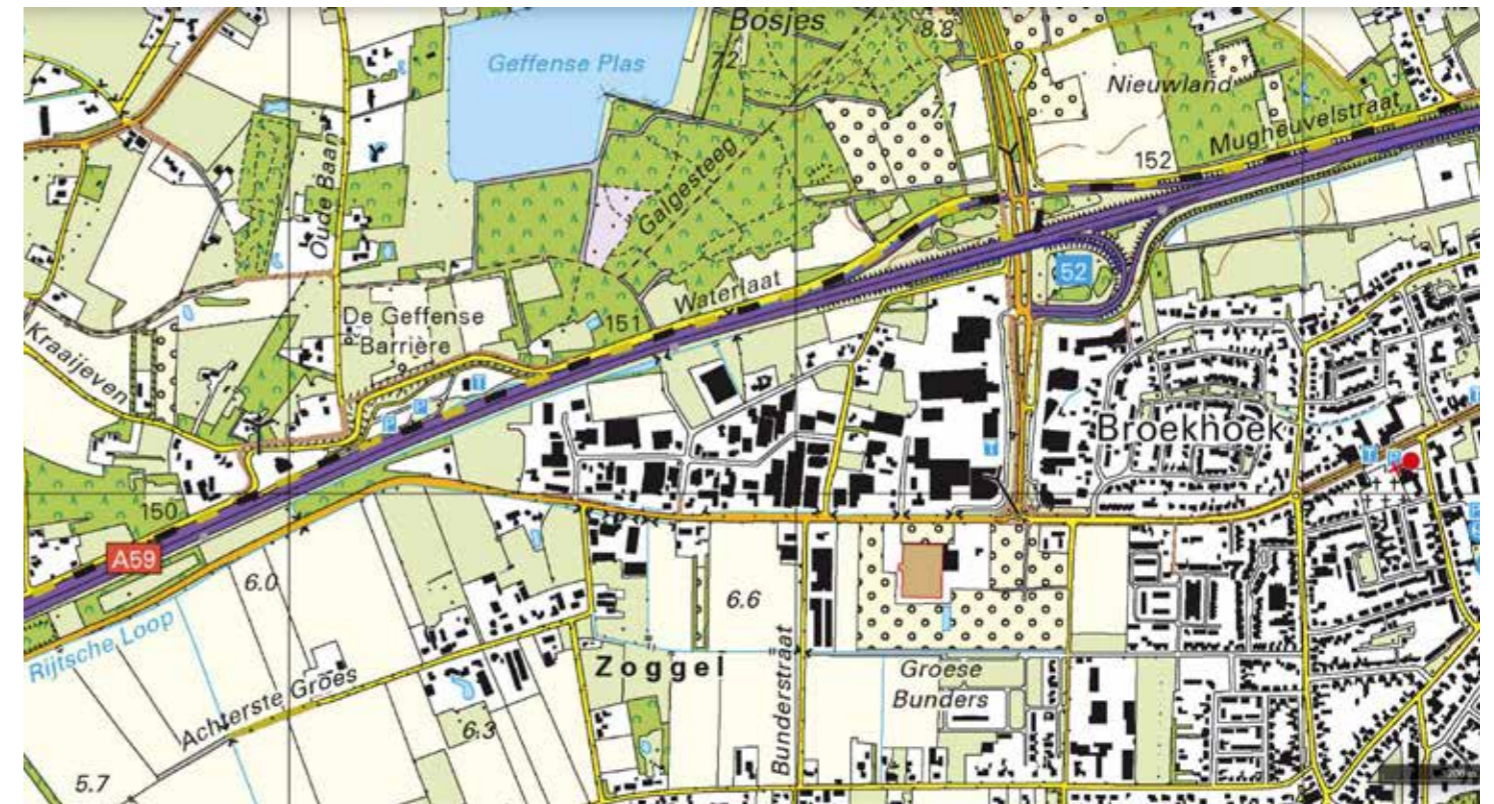 Bosjes
8.8
Geffense Plas
7.2
Nieuwland
7.1
Mugheuvelstraat
152
Galgesteeg
Oude Baan
52
Waterlaat
De Geffense
Barrière
151
Kraaijeven
T
P
P
Broekhoek
T
T
P
T
150
A59
6.0
6.6
Rijtsche Loop
Zoggel
Groese
Bunders
Bunderstraat
Achterste Groes
6.3
5.7